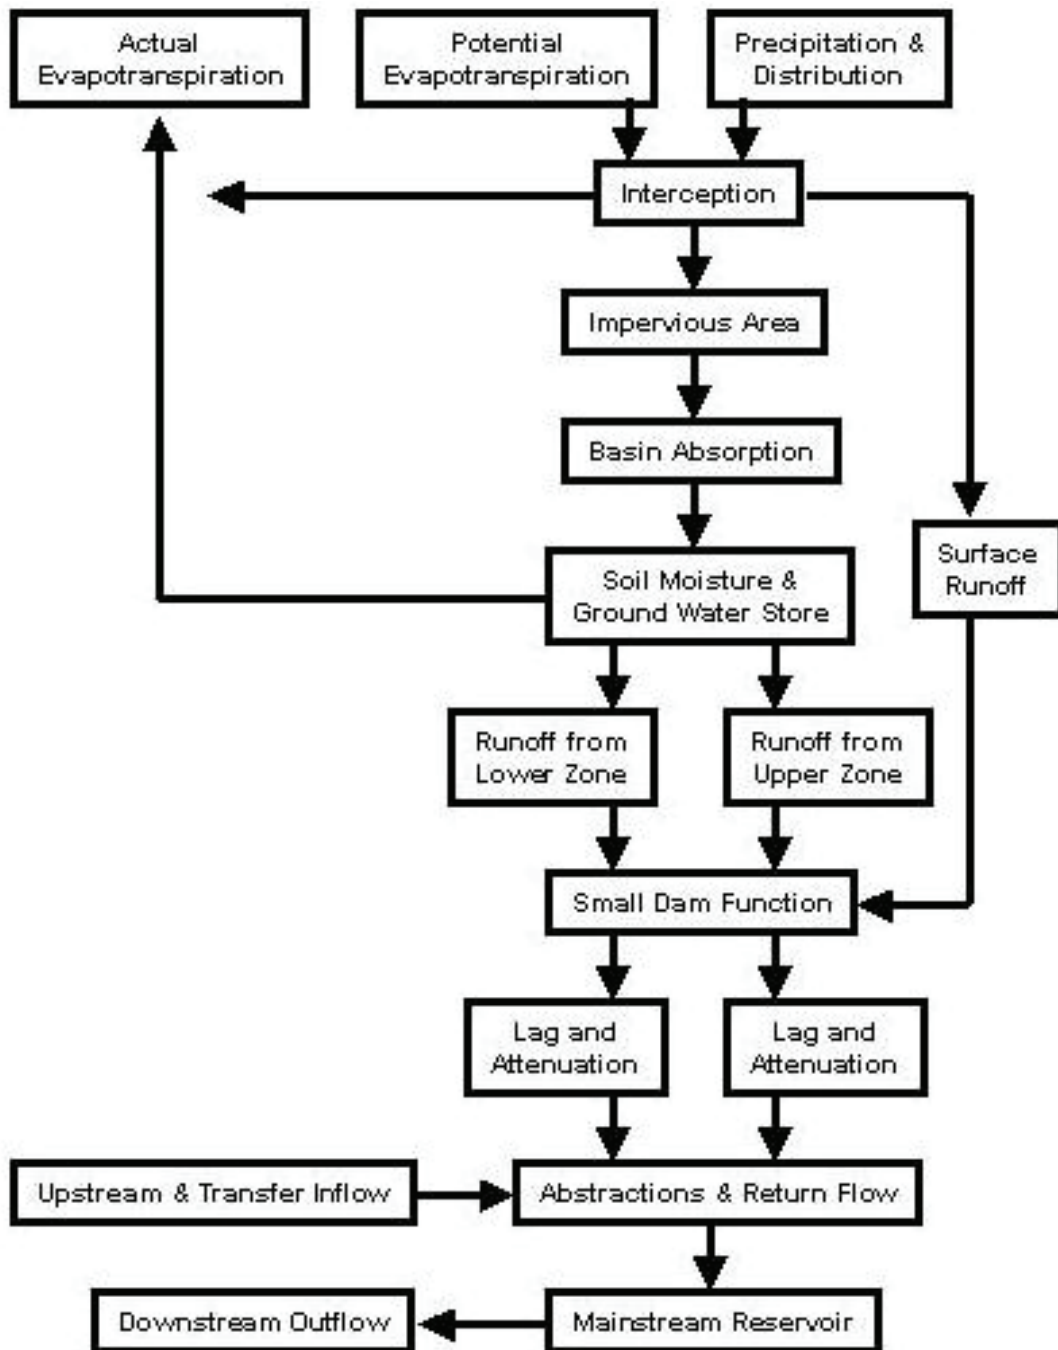 Actual
Evapotranspiration
Potential
Evapotranspiration
Precipitation &
Distribution
Interception
Impervious Area
Basin Absorption
Soil Moisture &
Ground Water Store
Surface
Runoff
Runoff from
Lower Zone
Runoff from
Upper Zone
Small Dam Function
Lag and
Attenuation
Lag and
Attenuation
Upstream & Transfer Inflow
Abstractions & Return Flow
Downstream Outflow
Mainstream Reservoir